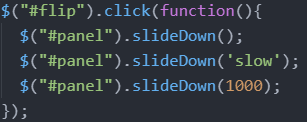 $("#flip").click(function(){
  $("#panel").slideDown();
  $("#panel").slideDown('slow');
  $("#panel").slideDown(1000);
});